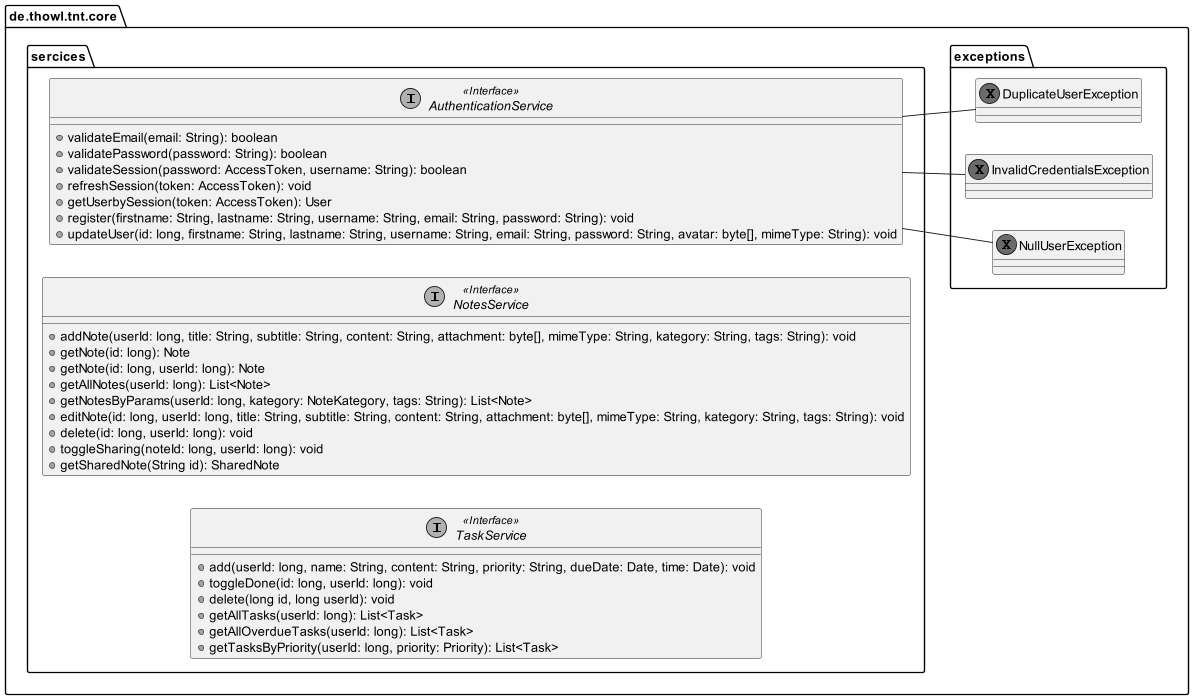 de.thowl.tnt.core
sercices
«Interface»
I
AuthenticationService
validateEmail(email: String): boolean
validatePassword(password: String): boolean
validateSession(password: AccessToken, username: String): boolean
refreshSession(token: AccessToken): void
getUserbySession(token: AccessToken): User
register(firstname: String, lastname: String, username: String, email: String, password: String): void
updateUser(id: long, firstname: String, lastname: String, username: String, email: String, password: String, avatar: byte[], mimeType: String): void
«Interface»
I
NotesService
addNote(userId: long, title: String, subtitle: String, content: String, attachment: byte[], mimeType: String, kategory: String, tags: String): void
getNote(id: long): Note
getNote(id: long, userId: long): Note
getAllNotes(userId: long): List<Note>
getNotesByParams(userId: long, kategory: NoteKategory, tags: String): List<Note>
editNote(id: long, userId: long, title: String, subtitle: String, content: String, attachment: byte[], mimeType: String, kategory: String, tags: String): void
delete(id: long, userId: long): void
toggleSharing(noteId: long, userId: long): void
getSharedNote(String id): SharedNote
«Interface»
I
TaskService
add(userId: long, name: String, content: String, priority: String, dueDate: Date, time: Date): void
toggleDone(id: long, userId: long): void
delete(long id, long userId): void
getAllTasks(userId: long): List<Task>
getAllOverdueTasks(userId: long): List<Task>
getTasksByPriority(userId: long, priority: Priority): List<Task>
exceptions
X DuplicateUserException
X InvalidCredentialsException
X NullUserException